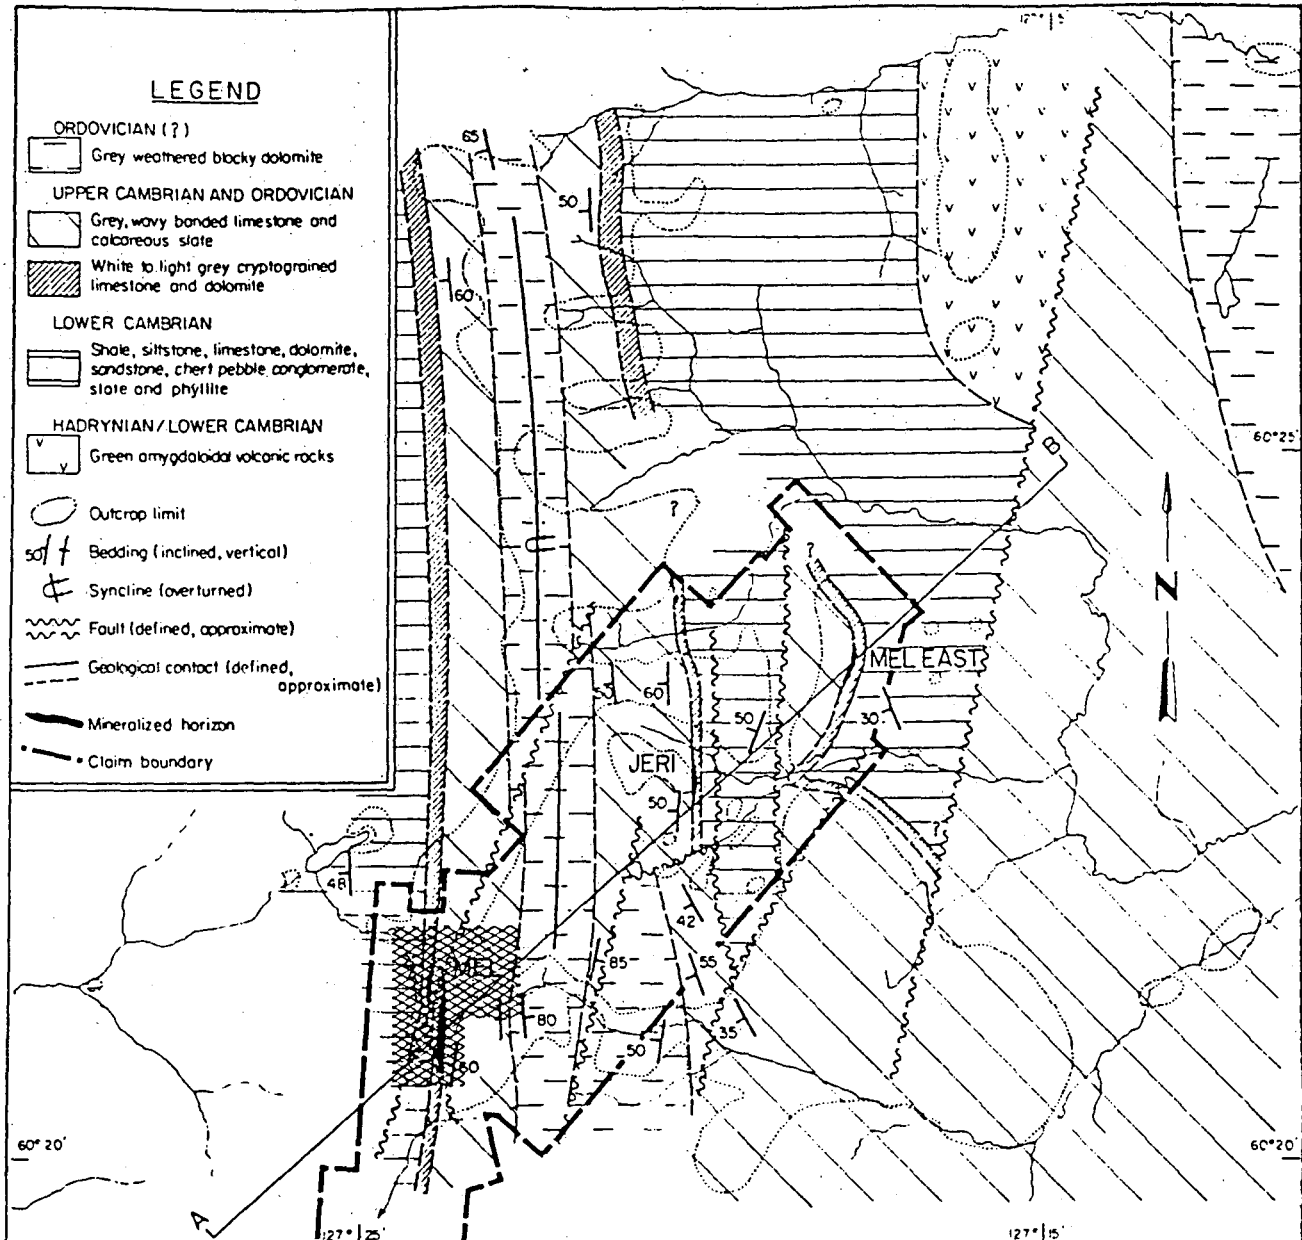 LEGEND
ORDOVICIAN (?)
Grey weathered blocky dolomite
UPPER CAMBRIAN AND ORDOVICIAN
Grey, wavy banded limestone and
calcareous slate
White to light grey cryptograined
limestone and dolomite
LOWER CAMBRIAN
Shale, siltstone, limestone, dolomite,
sandstone, chert pebble conglomerate,
slate and phyllite
HADRYNIAN/LOWER CAMBRIAN
Green amygdaloidal volcanic rocks
Outcrop limit
50 Bedding (inclined, vertical)
Syncline (overturned)
Fault (defined, approximate)
Geological contact (defined,
approximate)
Mineralized horizon
Claim boundary
65
50
60
60°25'
B
?
?
N
MEL EAST
60
50
30
JERI
50
?
48
42
MEL
85
55
80
35
50
60
60°20'
60°20'
A
127° 25'
127° 15'